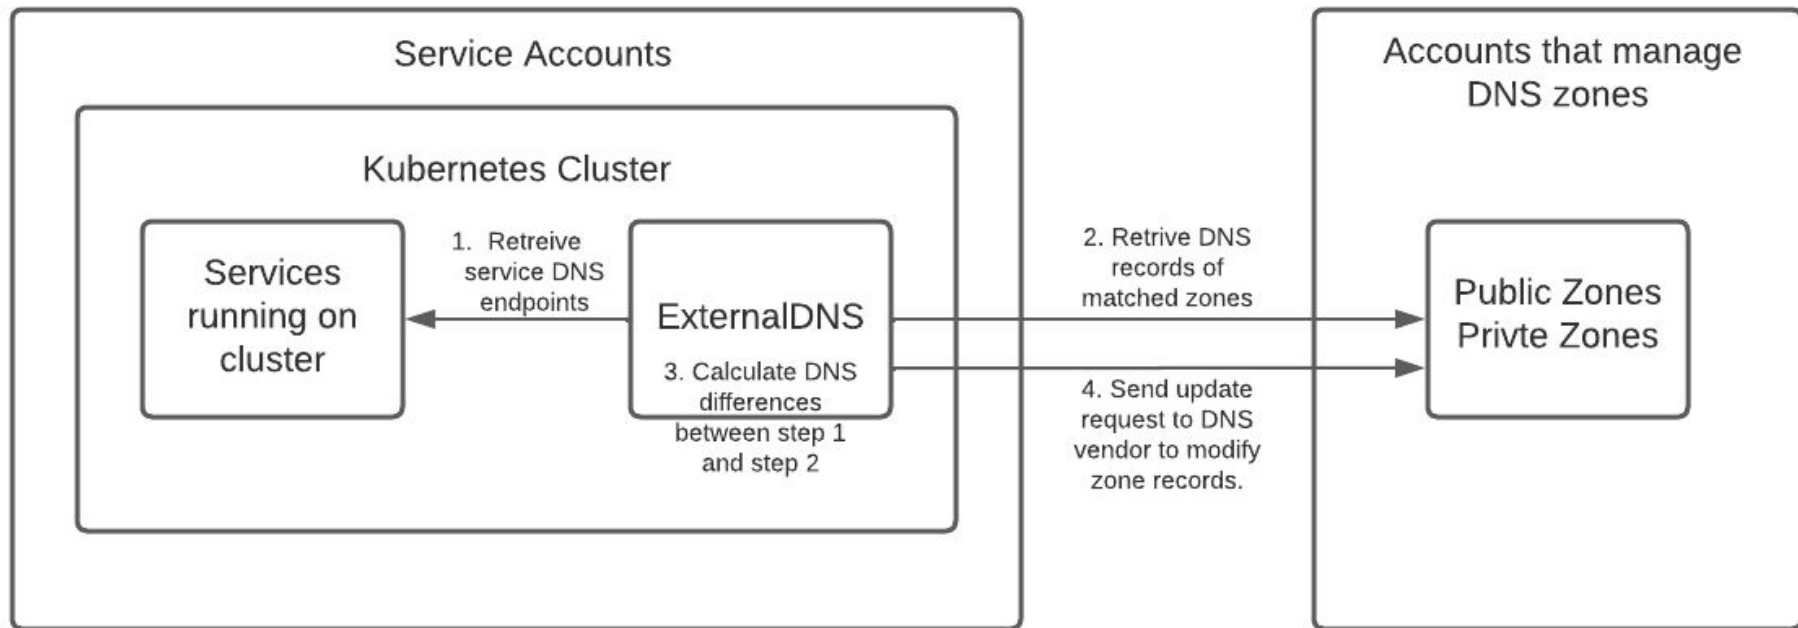 Service Accounts
Accounts that manage
DNS zones
Kubernetes Cluster
Services
running on
cluster
1. Retreive
service DNS
endpoints
ExternalDNS
3. Calculate DNS
differences
between step 1
and step 2
2. Retrive DNS
records of
matched zones
4. Send update
request to DNS
vendor to modify
zone records.
Public Zones
Privte Zones